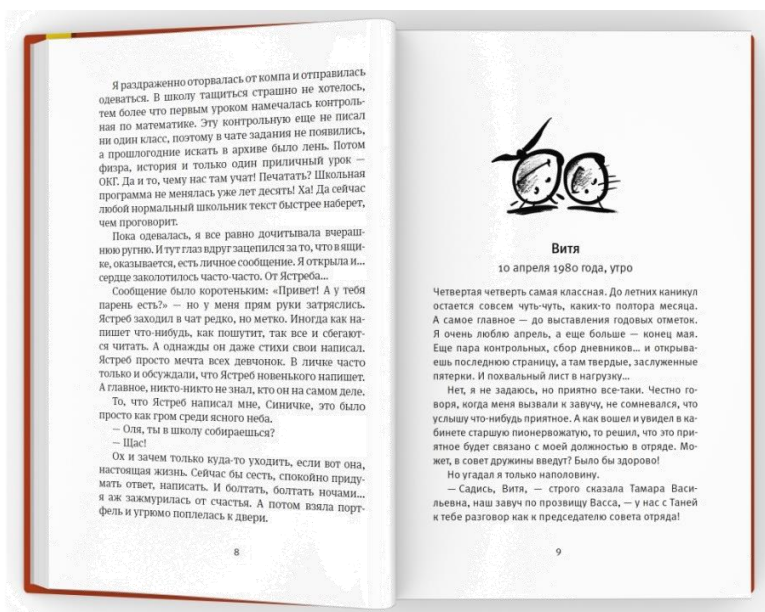 Я раздраженно оторвалась от компа и отправилась
одеваться. В школу тащиться страшно не хотелось,
тем более что первым уроком намечалась контроль-
ная по математике. Эту контрольную еще не писал
ни один класс, поэтому в чате задания не появились,
а прошлогодние искать в архиве было лень. Потом
физра, история и только один приличный урок —
ОКГ. Да и то, чему нас там учат! Печатать? Школьная
программа не менялась уже лет десять! Ха! Да сейчас
любой нормальный школьник текст быстрее наберет,
чем проговорит.
Пока одевалась, я все равно дочитывала вчераш-
нюю ругню. И тут глаз вдруг зацепился за то, что в ящи-
ке, оказывается, есть личное сообщение. Я открыла и...
сердце заколотилось часто-часто. От Ястреба...
Сообщение было коротеньким: «Привет! А у тебя
парень есть?» — но у меня прям руки затряслись.
Ястреб заходил в чат редко, но метко. Иногда как на-
пишет что-нибудь, как пошутит, так все и сбегают-
ся читать. А однажды он даже стихи свои написал.
Ястреб просто мечта всех девчонок. В личке часто
только и обсуждали, что Ястреб новенького напишет.
А главное, никто-никто не знал, кто он на самом деле.
То, что Ястреб написал мне, Синичке, это было
просто как гром среди ясного неба.
— Оля, ты в школу собираешься?
— Щас!
Ох и зачем только куда-то уходить, если вот она,
настоящая жизнь. Сейчас бы сесть, спокойно приду-
мать ответ, написать. И болтать, болтать ночами...
я аж зажмурилась от счастья. А потом взяла порт-
фель и угрюмо поплелась к двери.
8
Витя
10 апреля 1980 года, утро
Четвертая четверть самая классная. До летних каникул
остается совсем чуть-чуть, каких-то полтора месяца.
А самое главное — до выставления годовых отметок.
Я очень люблю апрель, а еще больше — конец мая.
Еще пара контрольных, сбор дневников... и открыва-
ешь последнюю страницу, а там твердые, заслуженные
пятерки. И похвальный лист в нагрузку...
Нет, я не задаюсь, но приятно все-таки. Честно го-
воря, когда меня вызвали к завучу, не сомневался, что
услышу что-нибудь приятное. А как вошел и увидел в ка-
бинете старшую пионервожатую, то решил, что это при-
ятное будет связано с моей должностью в отряде. Мо-
жет, в совет дружины введут? Было бы здорово!
Но угадал я только наполовину.
— Садись, Витя, — строго сказала Тамара Васи-
льевна, наш завуч по прозвищу Васса, — у нас с Таней
к тебе разговор как к председателю совета отряда!
9